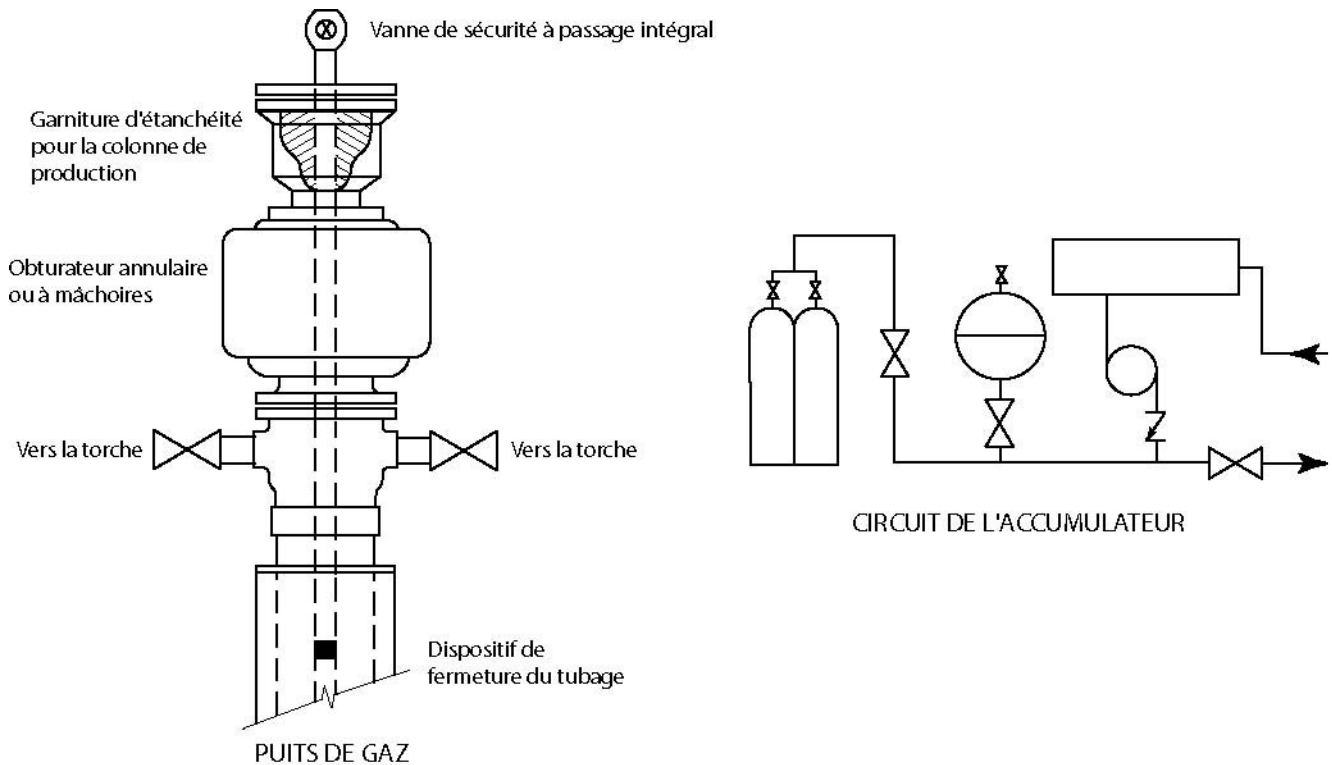 Vanne de sécurité à passage intégral
Garniture d'étanchéité
pour la colonne de
production
Obturateur annulaire
ou à mâchoires
Vers la torche
Vers la torche
Dispositif de
fermeture du tubage
PUITS DE GAZ
CIRCUIT DE L'ACCUMULATEUR